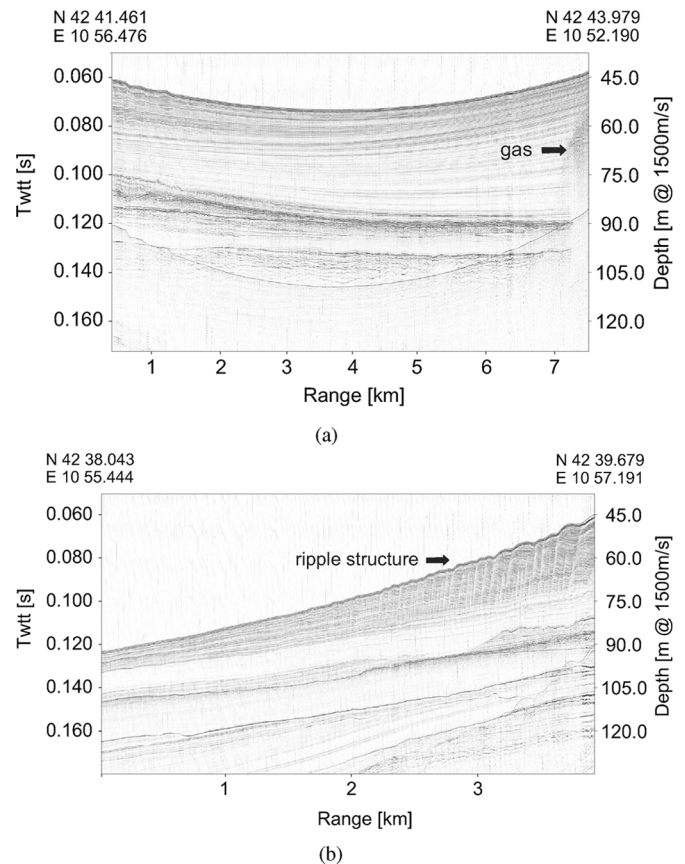 N 42 41.461
E 10 56.476
N 42 43.979
E 10 52.190
0.060
0.080
0.100
0.120
0.140
0.160
Twtt [s]
gas
45.0
60.0
75.0
90.0
105.0
120.0
Depth [m @ 1500m/s]
1 2 3 4 5 6 7
Range [km]
(a)
N 42 38.043
E 10 55.444
N 42 39.679
E 10 57.191
0.060
0.080
0.100
0.120
0.140
0.160
Twtt [s]
ripple structure
45.0
60.0
75.0
90.0
105.0
120.0
Depth [m @ 1500m/s]
1 2 3
Range [km]
(b)